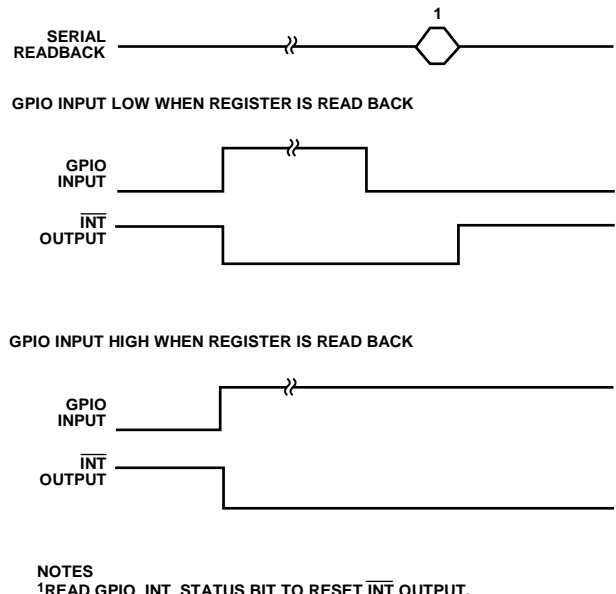 1
SERIAL
READBACK
GPIO INPUT LOW WHEN REGISTER IS READ BACK
GPIO
INPUT
INT
OUTPUT
GPIO INPUT HIGH WHEN REGISTER IS READ BACK
GPIO
INPUT
INT
OUTPUT
NOTES
1READ GPIO_INT_STATUS BIT TO RESET INT OUTPUT.